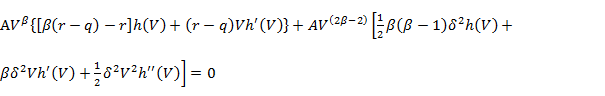 AV^β{[β(r − q) − r]h(V) + (r − q)Vh′(V)} + AV^(2β−2) [½β(β − 1)δ²h(V) +
βδ²Vh′(V) + ½δ²V²h′′(V)] = 0